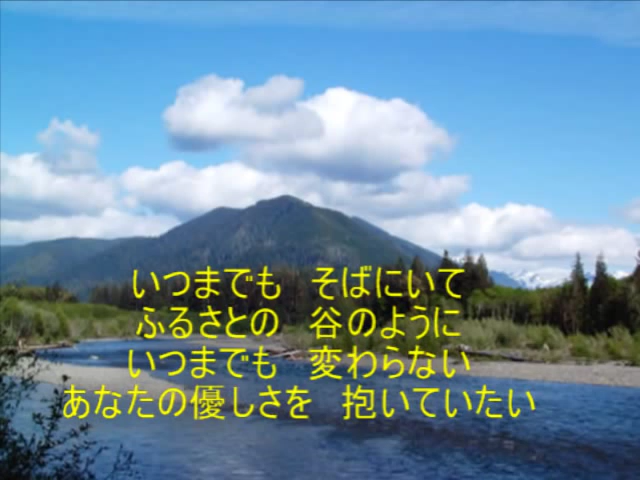 いつまでも　そばにいて
ふるさとの　谷のように
いつまでも　変わらない
あなたの優しさを　抱いていたい